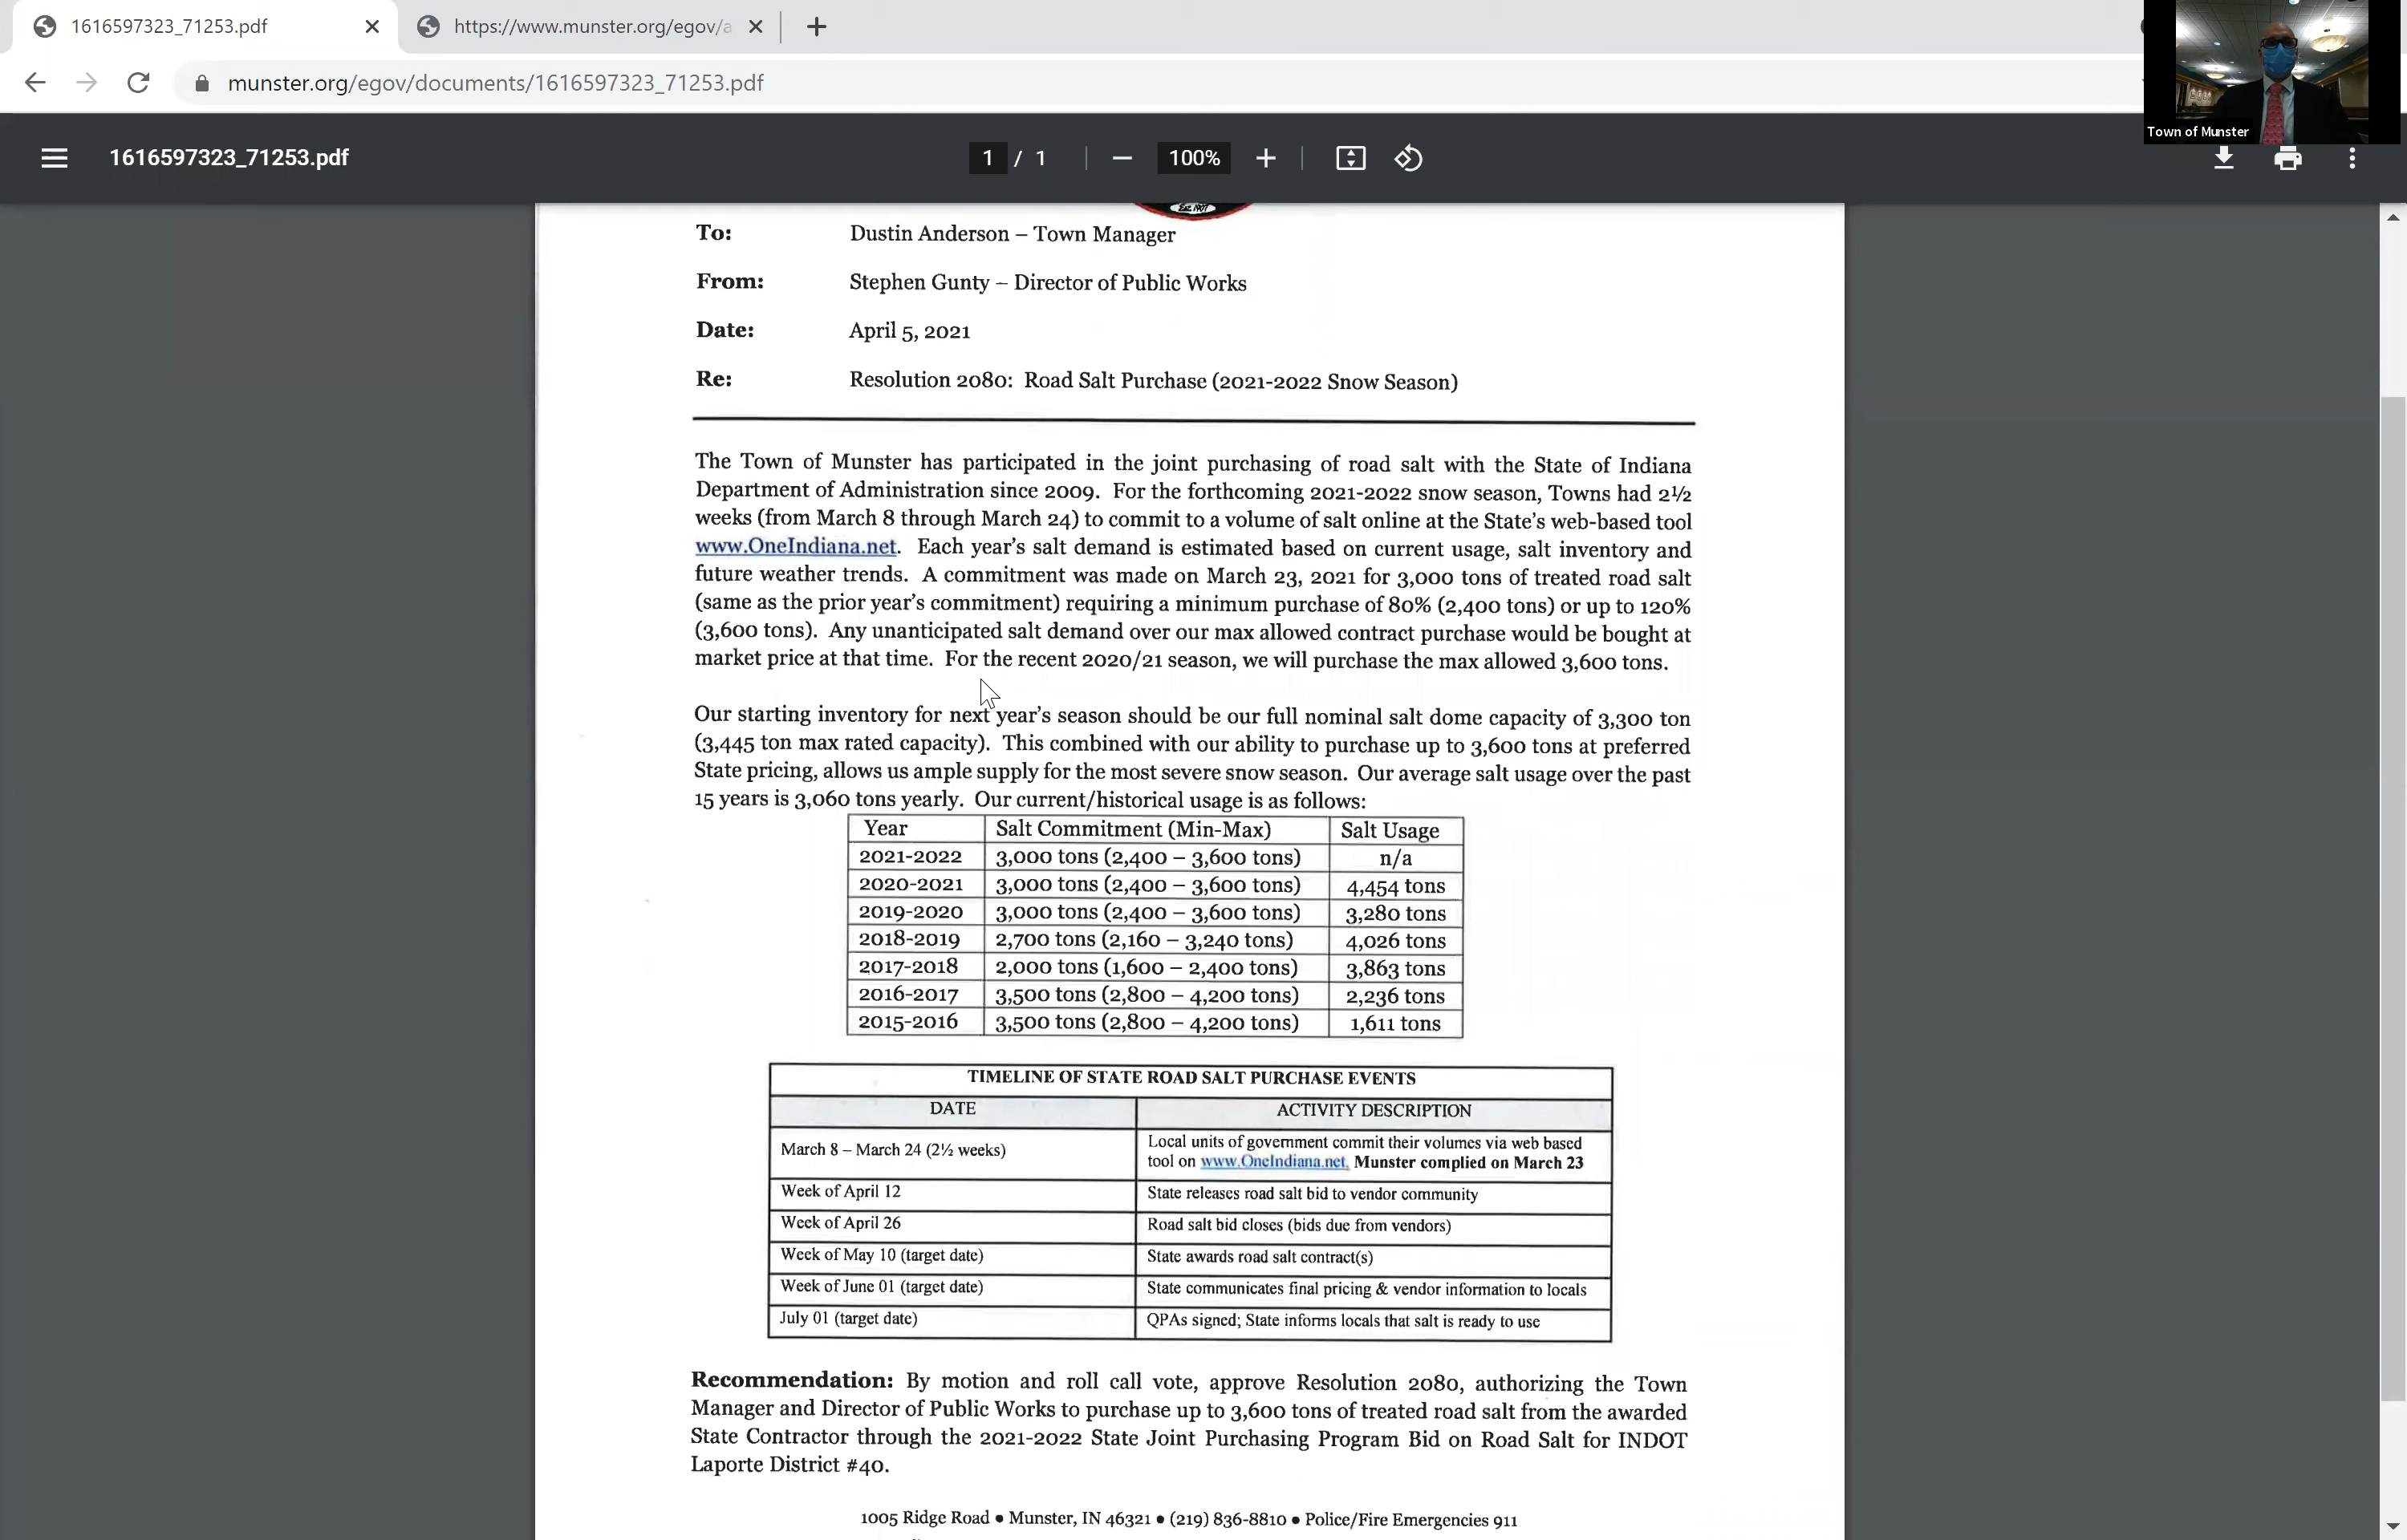 1616597323_71253.pdf
https://www.munster.org/egov/a
munster.org/egov/documents/1616597323_71253.pdf
Town of Munster
1616597323_71253.pdf
1 / 1
100%
Est. 1907
To: Dustin Anderson – Town Manager
From: Stephen Gunty – Director of Public Works
Date: April 5, 2021
Re: Resolution 2080: Road Salt Purchase (2021-2022 Snow Season)
The Town of Munster has participated in the joint purchasing of road salt with the State of Indiana
Department of Administration since 2009. For the forthcoming 2021-2022 snow season, Towns had 2½
weeks (from March 8 through March 24) to commit to a volume of salt online at the State's web-based tool
www.OneIndiana.net. Each year's salt demand is estimated based on current usage, salt inventory and
future weather trends. A commitment was made on March 23, 2021 for 3,000 tons of treated road salt
(same as the prior year's commitment) requiring a minimum purchase of 80% (2,400 tons) or up to 120%
(3,600 tons). Any unanticipated salt demand over our max allowed contract purchase would be bought at
market price at that time. For the recent 2020/21 season, we will purchase the max allowed 3,600 tons.
Our starting inventory for next year's season should be our full nominal salt dome capacity of 3,300 ton
(3,445 ton max rated capacity). This combined with our ability to purchase up to 3,600 tons at preferred
State pricing, allows us ample supply for the most severe snow season. Our average salt usage over the past
15 years is 3,060 tons yearly. Our current/historical usage is as follows:
Year Salt Commitment (Min-Max) Salt Usage
2021-2022 3,000 tons (2,400 – 3,600 tons) n/a
2020-2021 3,000 tons (2,400 – 3,600 tons) 4,454 tons
2019-2020 3,000 tons (2,400 – 3,600 tons) 3,280 tons
2018-2019 2,700 tons (2,160 – 3,240 tons) 4,026 tons
2017-2018 2,000 tons (1,600 – 2,400 tons) 3,863 tons
2016-2017 3,500 tons (2,800 – 4,200 tons) 2,236 tons
2015-2016 3,500 tons (2,800 – 4,200 tons) 1,611 tons
TIMELINE OF STATE ROAD SALT PURCHASE EVENTS
DATE ACTIVITY DESCRIPTION
March 8 – March 24 (2½ weeks) Local units of government commit their volumes via web based
tool on www.OneIndiana.net. Munster complied on March 23
Week of April 12 State releases road salt bid to vendor community
Week of April 26 Road salt bid closes (bids due from vendors)
Week of May 10 (target date) State awards road salt contract(s)
Week of June 01 (target date) State communicates final pricing & vendor information to locals
July 01 (target date) QPAs signed; State informs locals that salt is ready to use
Recommendation: By motion and roll call vote, approve Resolution 2080, authorizing the Town
Manager and Director of Public Works to purchase up to 3,600 tons of treated road salt from the awarded
State Contractor through the 2021-2022 State Joint Purchasing Program Bid on Road Salt for INDOT
Laporte District #40.
1005 Ridge Road • Munster, IN 46321 • (219) 836-8810 • Police/Fire Emergencies 911